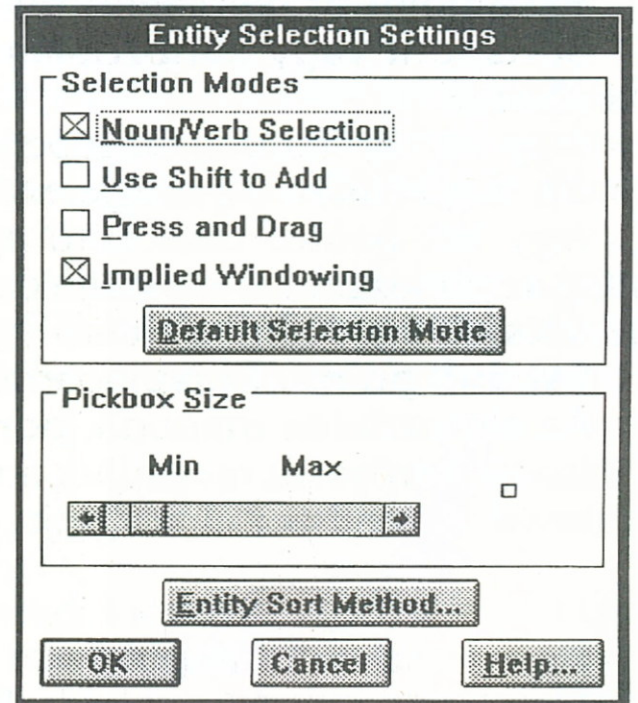 Entity Selection Settings
Selection Modes
Noun/Verb Selection
Use Shift to Add
Press and Drag
Implied Windowing
Default Selection Mode
Pickbox Size
Min Max
Entity Sort Method...
OK Cancel Help...